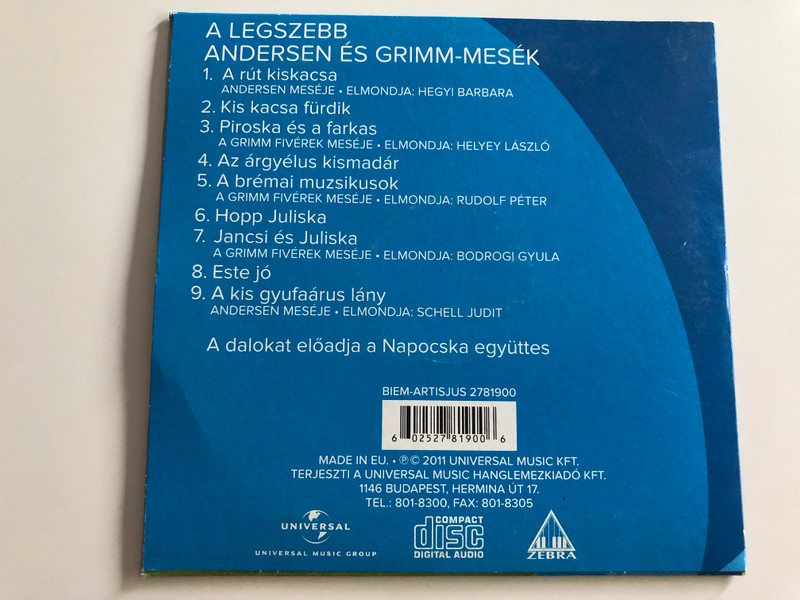 A LEGSZEBB
ANDERSEN ÉS GRIMM-MESÉK
1. A rút kiskacsa
ANDERSEN MESÉJE • ELMONDJA: HEGYI BARBARA
2. Kis kacsa fürdik
3. Piroska és a farkas
A GRIMM FIVÉREK MESÉJE • ELMONDJA: HELYEY LÁSZLÓ
4. Az árgyélus kismadár
5. A brémai muzsikusok
A GRIMM FIVÉREK MESÉJE • ELMONDJA: RUDOLF PÉTER
6. Hopp Juliska
7. Jancsi és Juliska
A GRIMM FIVÉREK MESÉJE • ELMONDJA: BODROGI GYULA
8. Este jó
9. A kis gyufaárus lány
ANDERSEN MESÉJE • ELMONDJA: SCHELL JUDIT
A dalokat előadja a Napocska együttes
BIEM-ARTISJUS 2781900
6 02527 81900 6
MADE IN EU. • ℗ © 2011 UNIVERSAL MUSIC KFT.
TERJESZTI A UNIVERSAL MUSIC HANGLEMEZKIADÓ KFT.
1146 BUDAPEST, HERMINA ÚT 17.
TEL.: 801-8300, FAX: 801-8305
UNIVERSAL
UNIVERSAL MUSIC GROUP
COMPACT
disc
DIGITAL AUDIO
ZEBRA